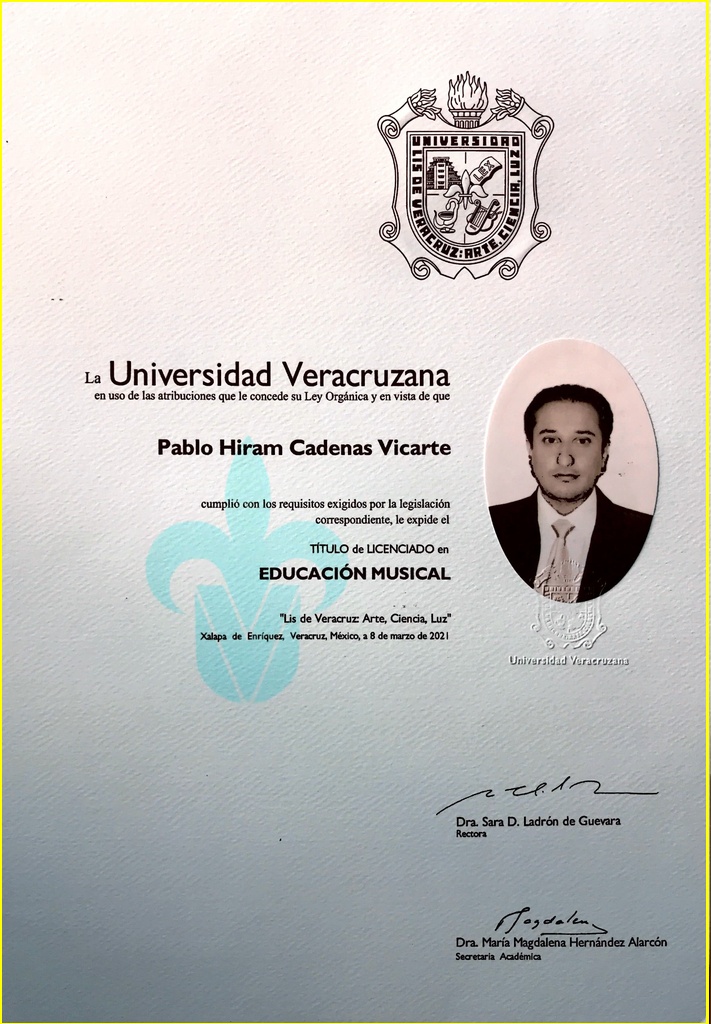 UNIVERSIDAD
LIS DE VERACRUZ: ARTE, CIENCIA, LUZ
LEX
La Universidad Veracruzana
en uso de las atribuciones que le concede su Ley Orgánica y en vista de que
Pablo Hiram Cadenas Vicarte
cumplió con los requisitos exigidos por la legislación
correspondiente, le expide el
TÍTULO de LICENCIADO en
EDUCACIÓN MUSICAL
"Lis de Veracruz: Arte, Ciencia, Luz"
Xalapa de Enríquez, Veracruz, México, a 8 de marzo de 2021
Universidad Veracruzana
Dra. Sara D. Ladrón de Guevara
Rectora
Magdalena
Dra. María Magdalena Hernández Alarcón
Secretaria Académica